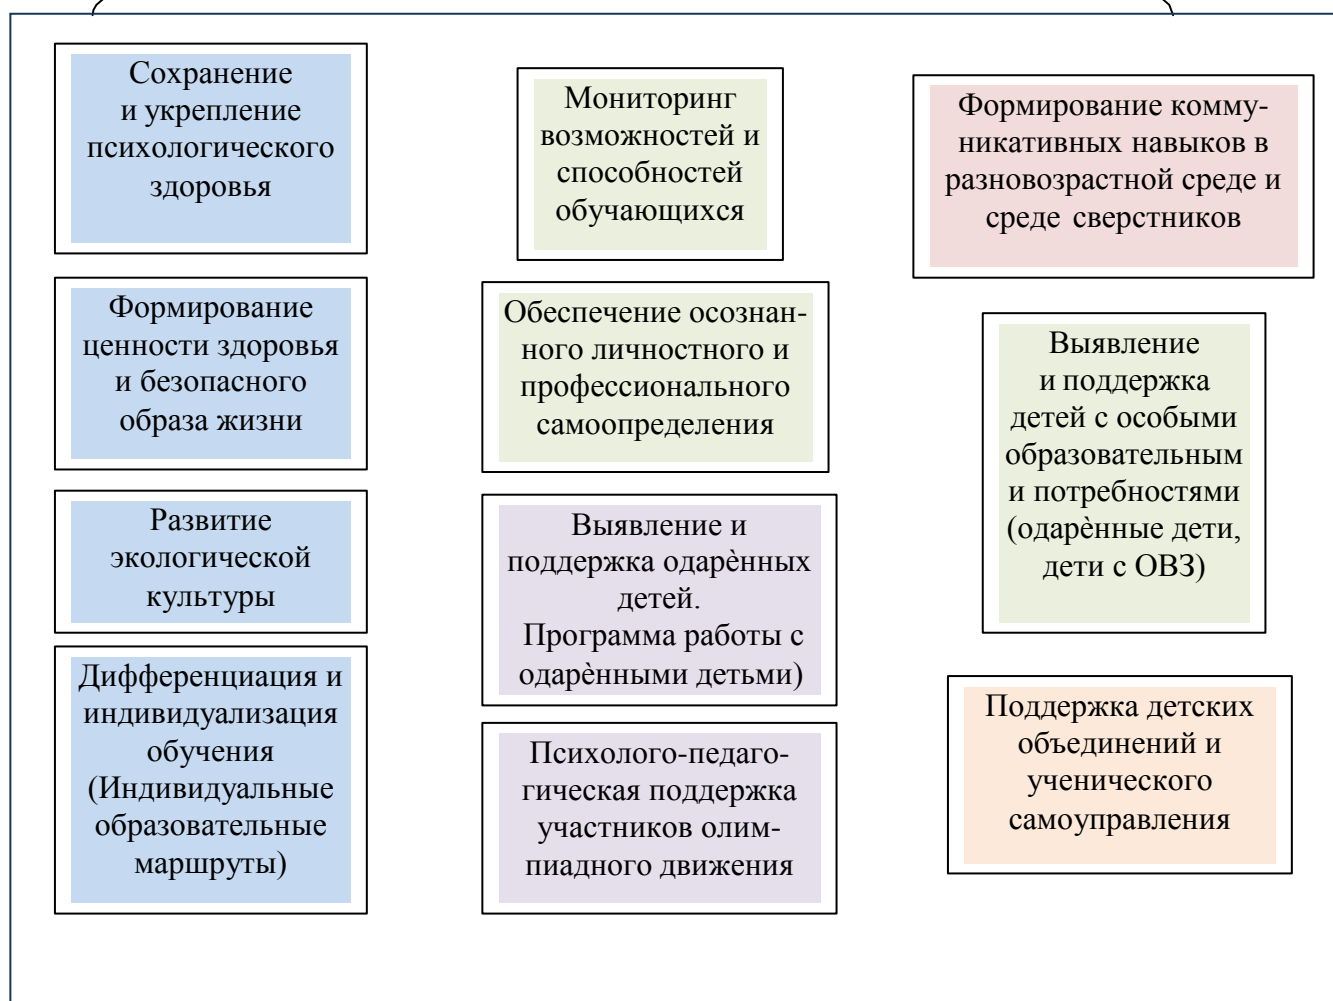 Сохранение
и укрепление
психологического
здоровья
Формирование
ценности здоровья
и безопасного
образа жизни
Развитие
экологической
культуры
Дифференциация и
индивидуализация
обучения
(Индивидуальные
образовательные
маршруты)
Мониторинг
возможностей и
способностей
обучающихся
Обеспечение осознан-
ного личностного и
профессионального
самоопределения
Выявление и
поддержка одарѐнных
детей.
Программа работы с
одарѐнными детьми)
Психолого-педаго-
гическая поддержка
участников олим-
пиадного движения
Формирование комму-
никативных навыков в
разновозрастной среде и
среде сверстников
Выявление
и поддержка
детей с особыми
образовательным
и потребностями
(одарѐнные дети,
дети с ОВЗ)
Поддержка детских
объединений и
ученического
самоуправления